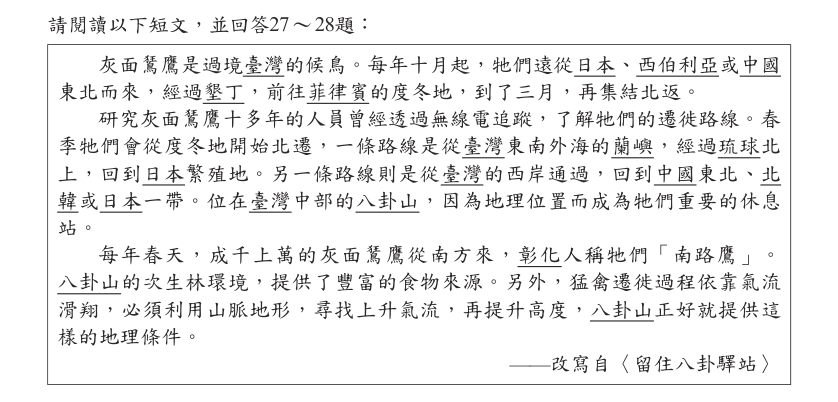 請閱讀以下短文，並回答27～28題：
灰面鵟鷹是過境臺灣的候鳥。每年十月起，牠們遠從日本、西伯利亞或中國
東北而來，經過墾丁，前往菲律賓的度冬地，到了三月，再集結北返。
研究灰面鵟鷹十多年的人員曾經透過無線電追蹤，了解牠們的遷徙路線。春
季牠們會從度冬地開始北遷，一條路線是從臺灣東南外海的蘭嶼，經過琉球北
上，回到日本繁殖地。另一條路線則是從臺灣的西岸通過，回到中國東北、北
韓或日本一帶。位在臺灣中部的八卦山，因為地理位置而成為牠們重要的休息
站。
每年春天，成千上萬的灰面鵟鷹從南方來，彰化人稱牠們「南路鷹」。
八卦山的次生林環境，提供了豐富的食物來源。另外，猛禽遷徙過程依靠氣流
滑翔，必須利用山脈地形，尋找上升氣流，再提升高度，八卦山正好就提供這
樣的地理條件。
——改寫自〈留住八卦驛站〉